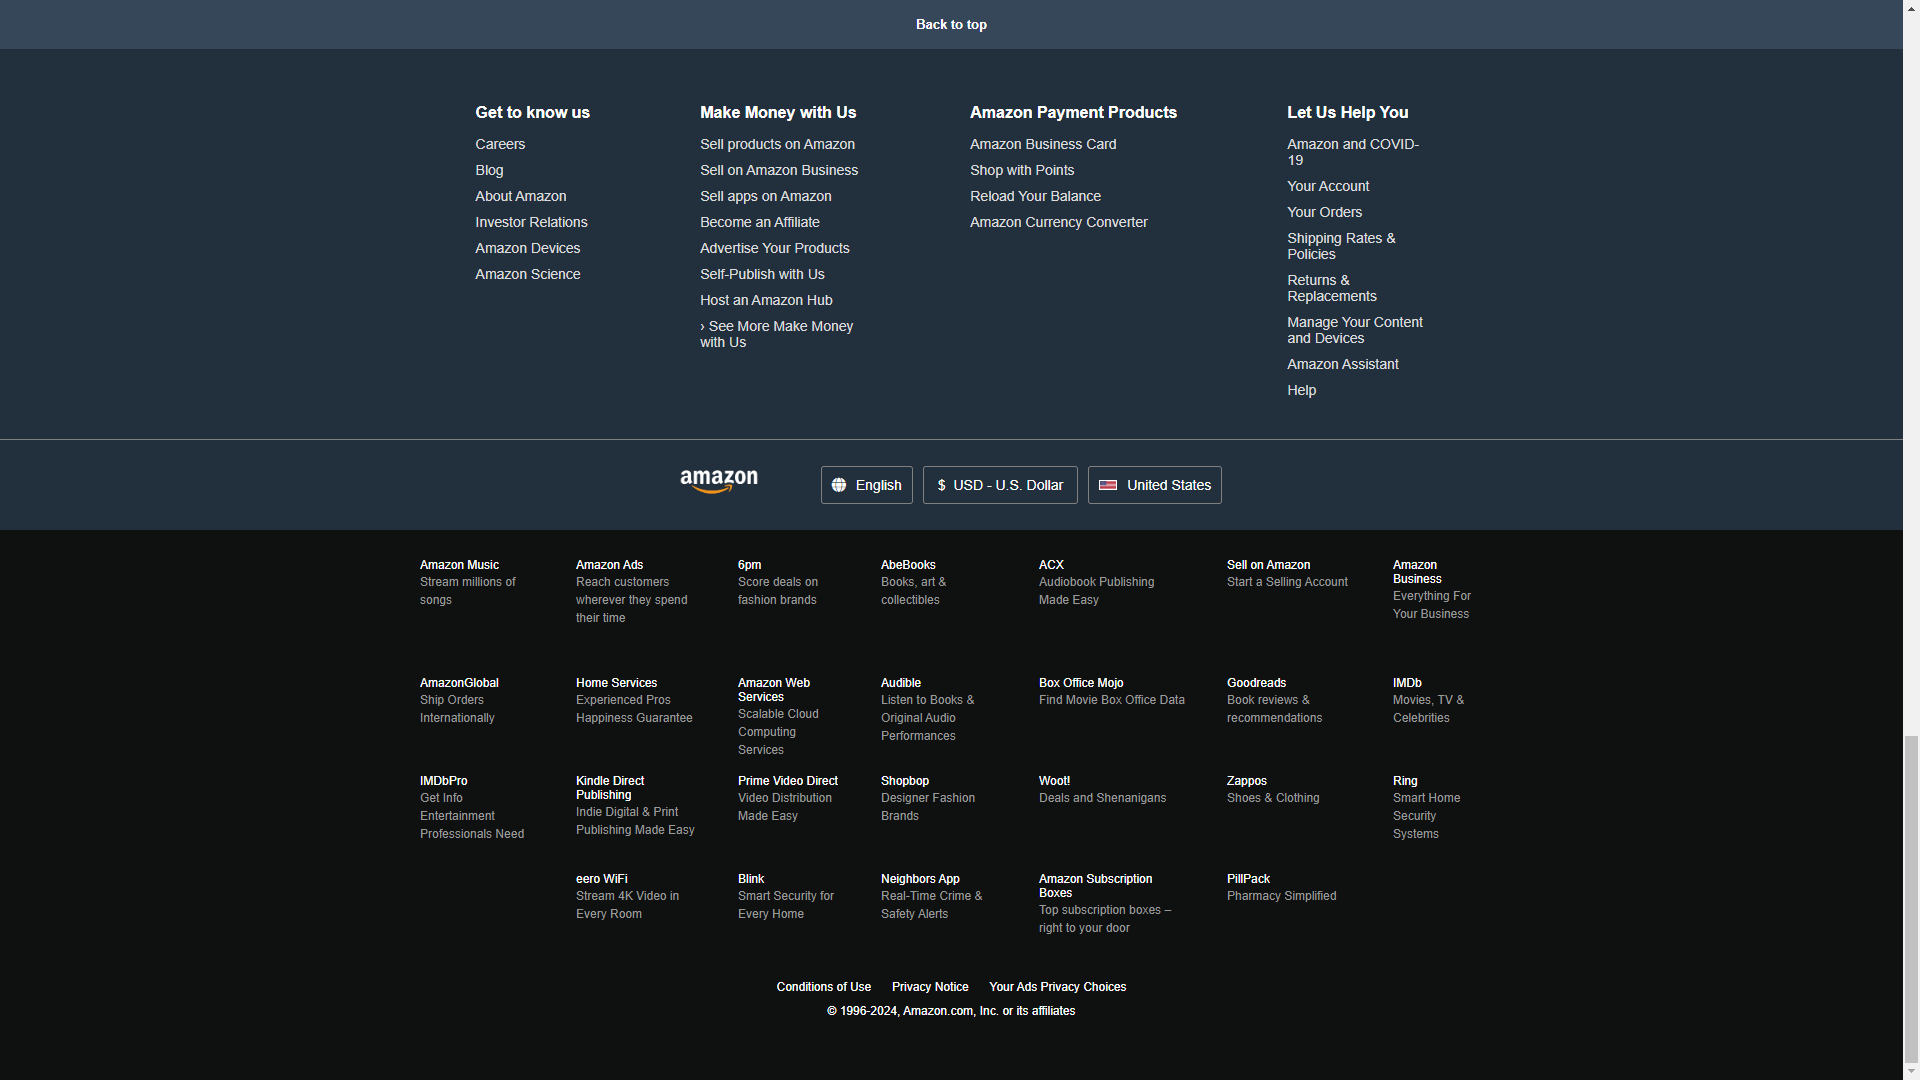 Back to top
Get to know us
Careers
Blog
About Amazon
Investor Relations
Amazon Devices
Amazon Science
Make Money with Us
Sell products on Amazon
Sell on Amazon Business
Sell apps on Amazon
Become an Affiliate
Advertise Your Products
Self-Publish with Us
Host an Amazon Hub
› See More Make Money
with Us
Amazon Payment Products
Amazon Business Card
Shop with Points
Reload Your Balance
Amazon Currency Converter
Let Us Help You
Amazon and COVID-
19
Your Account
Your Orders
Shipping Rates &
Policies
Returns &
Replacements
Manage Your Content
and Devices
Amazon Assistant
Help
amazon
English
$ USD - U.S. Dollar
United States
Amazon Music
Stream millions of
songs
Amazon Ads
Reach customers
wherever they spend
their time
6pm
Score deals on
fashion brands
AbeBooks
Books, art &
collectibles
ACX
Audiobook Publishing
Made Easy
Sell on Amazon
Start a Selling Account
Amazon
Business
Everything For
Your Business
AmazonGlobal
Ship Orders
Internationally
Home Services
Experienced Pros
Happiness Guarantee
Amazon Web
Services
Scalable Cloud
Computing
Services
Audible
Listen to Books &
Original Audio
Performances
Box Office Mojo
Find Movie Box Office Data
Goodreads
Book reviews &
recommendations
IMDb
Movies, TV &
Celebrities
IMDbPro
Get Info
Entertainment
Professionals Need
Kindle Direct
Publishing
Indie Digital & Print
Publishing Made Easy
Prime Video Direct
Video Distribution
Made Easy
Shopbop
Designer Fashion
Brands
Woot!
Deals and Shenanigans
Zappos
Shoes & Clothing
Ring
Smart Home
Security
Systems
eero WiFi
Stream 4K Video in
Every Room
Blink
Smart Security for
Every Home
Neighbors App
Real-Time Crime &
Safety Alerts
Amazon Subscription
Boxes
Top subscription boxes –
right to your door
PillPack
Pharmacy Simplified
Conditions of Use
Privacy Notice
Your Ads Privacy Choices
© 1996-2024, Amazon.com, Inc. or its affiliates